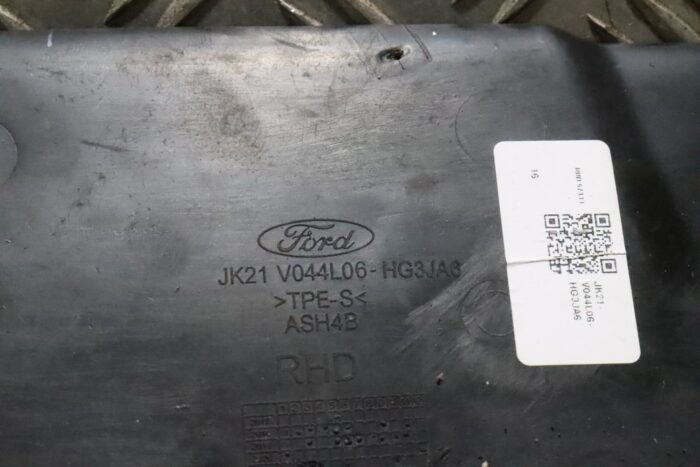 Ford
JK21 V044L06-HG3JA6
>TPE-S<
ASH4B
RHD
16
JK21-
V044L06-
HG3JA6